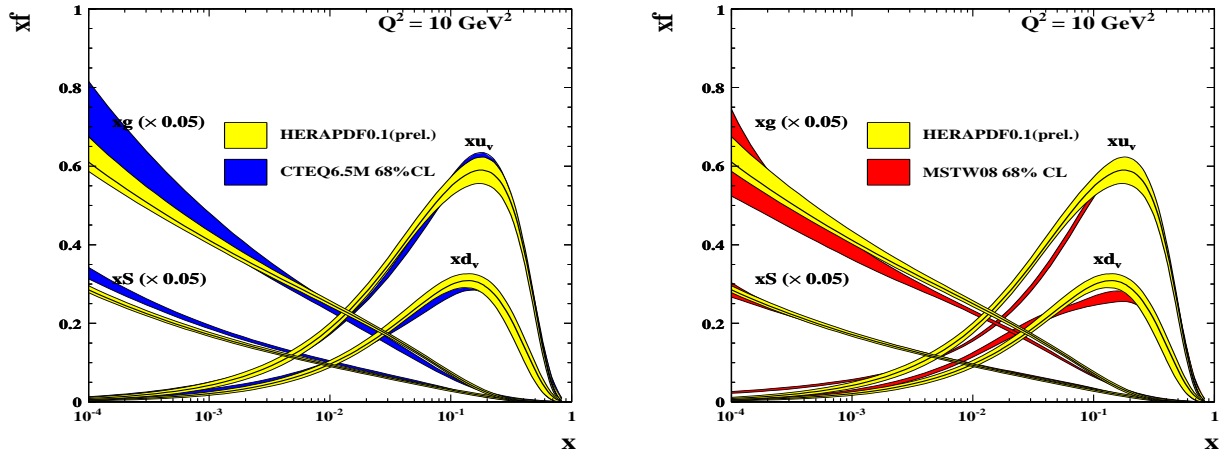 xf
1
0.8
0.6
0.4
0.2
0
Q² = 10 GeV²
xg (× 0.05)
HERAPDF0.1(prel.)
CTEQ6.5M 68%CL
xu_v
xS (× 0.05)
xd_v
10⁻⁴
10⁻³
10⁻²
10⁻¹
1
x
xf
1
0.8
0.6
0.4
0.2
0
Q² = 10 GeV²
xg (× 0.05)
HERAPDF0.1(prel.)
MSTW08 68% CL
xu_v
xS (× 0.05)
xd_v
10⁻⁴
10⁻³
10⁻²
10⁻¹
1
x